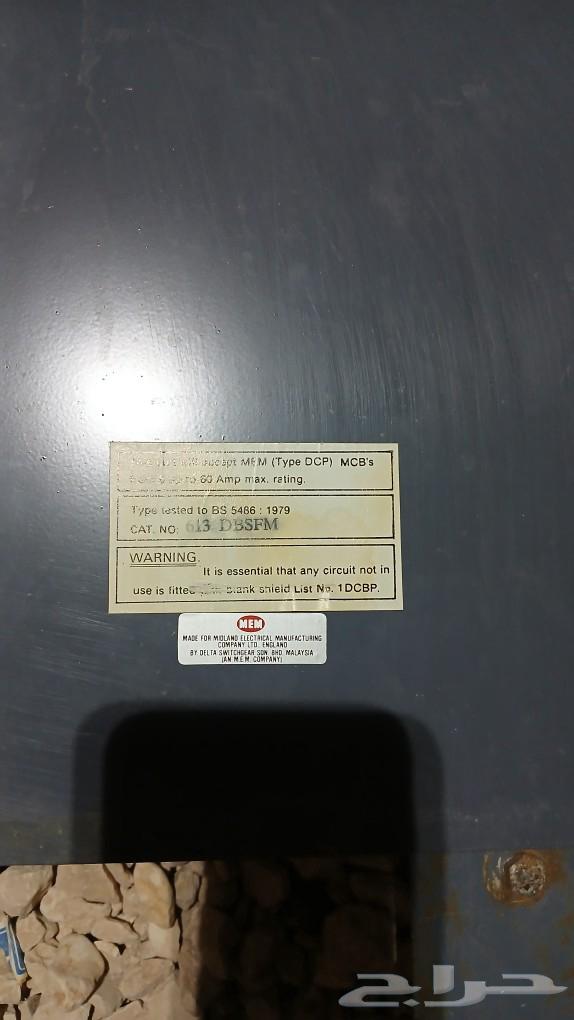 MEM (Type DCP) MCB's
60 Amp max. rating.
Type tested to BS 5486 : 1979
CAT. NO: 613 DBSFM
WARNING.
It is essential that any circuit not in
use is fitted blank shield List No. 1DCBP.
MEM
MADE FOR MIDLAND ELECTRICAL MANUFACTURING
COMPANY LTD. ENGLAND
BY DELTA SWITCHGEAR SDN. BHD. MALAYSIA
(AN M.E.M. COMPANY)
حراج